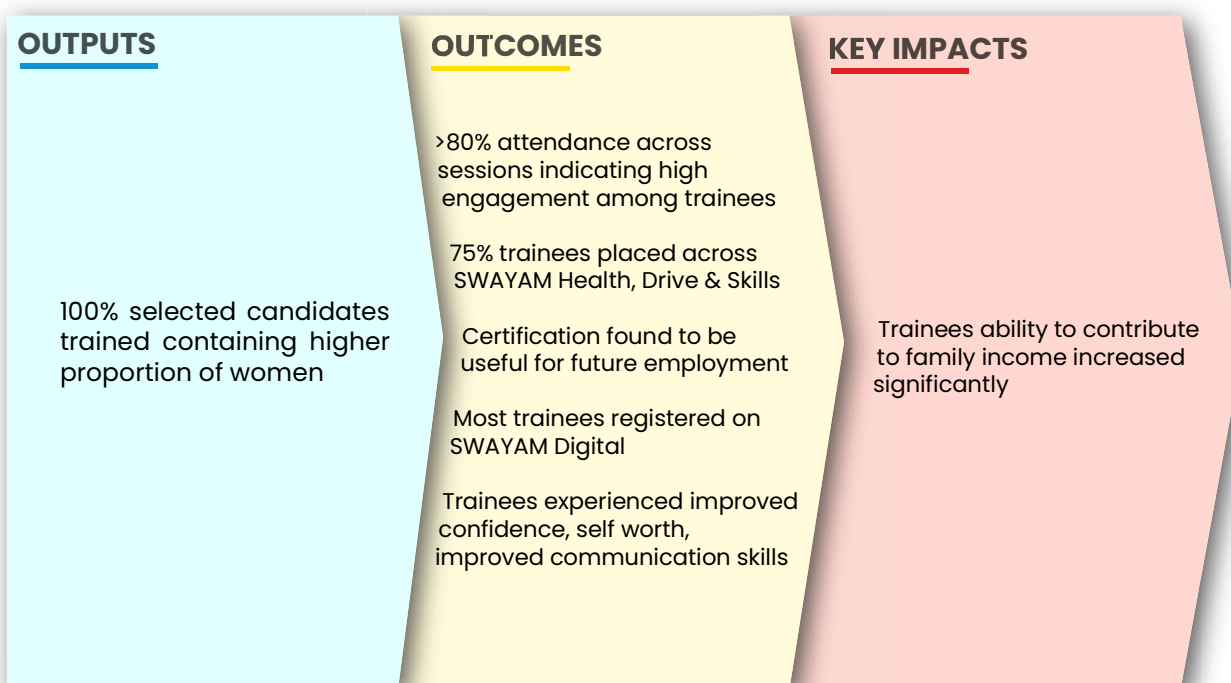 OUTPUTS
100% selected candidates
trained containing higher
proportion of women
OUTCOMES
>80% attendance across
sessions indicating high
engagement among trainees
75% trainees placed across
SWAYAM Health, Drive & Skills
Certification found to be
useful for future employment
Most trainees registered on
SWAYAM Digital
Trainees experienced improved
confidence, self worth,
improved communication skills
KEY IMPACTS
Trainees ability to contribute
to family income increased
significantly